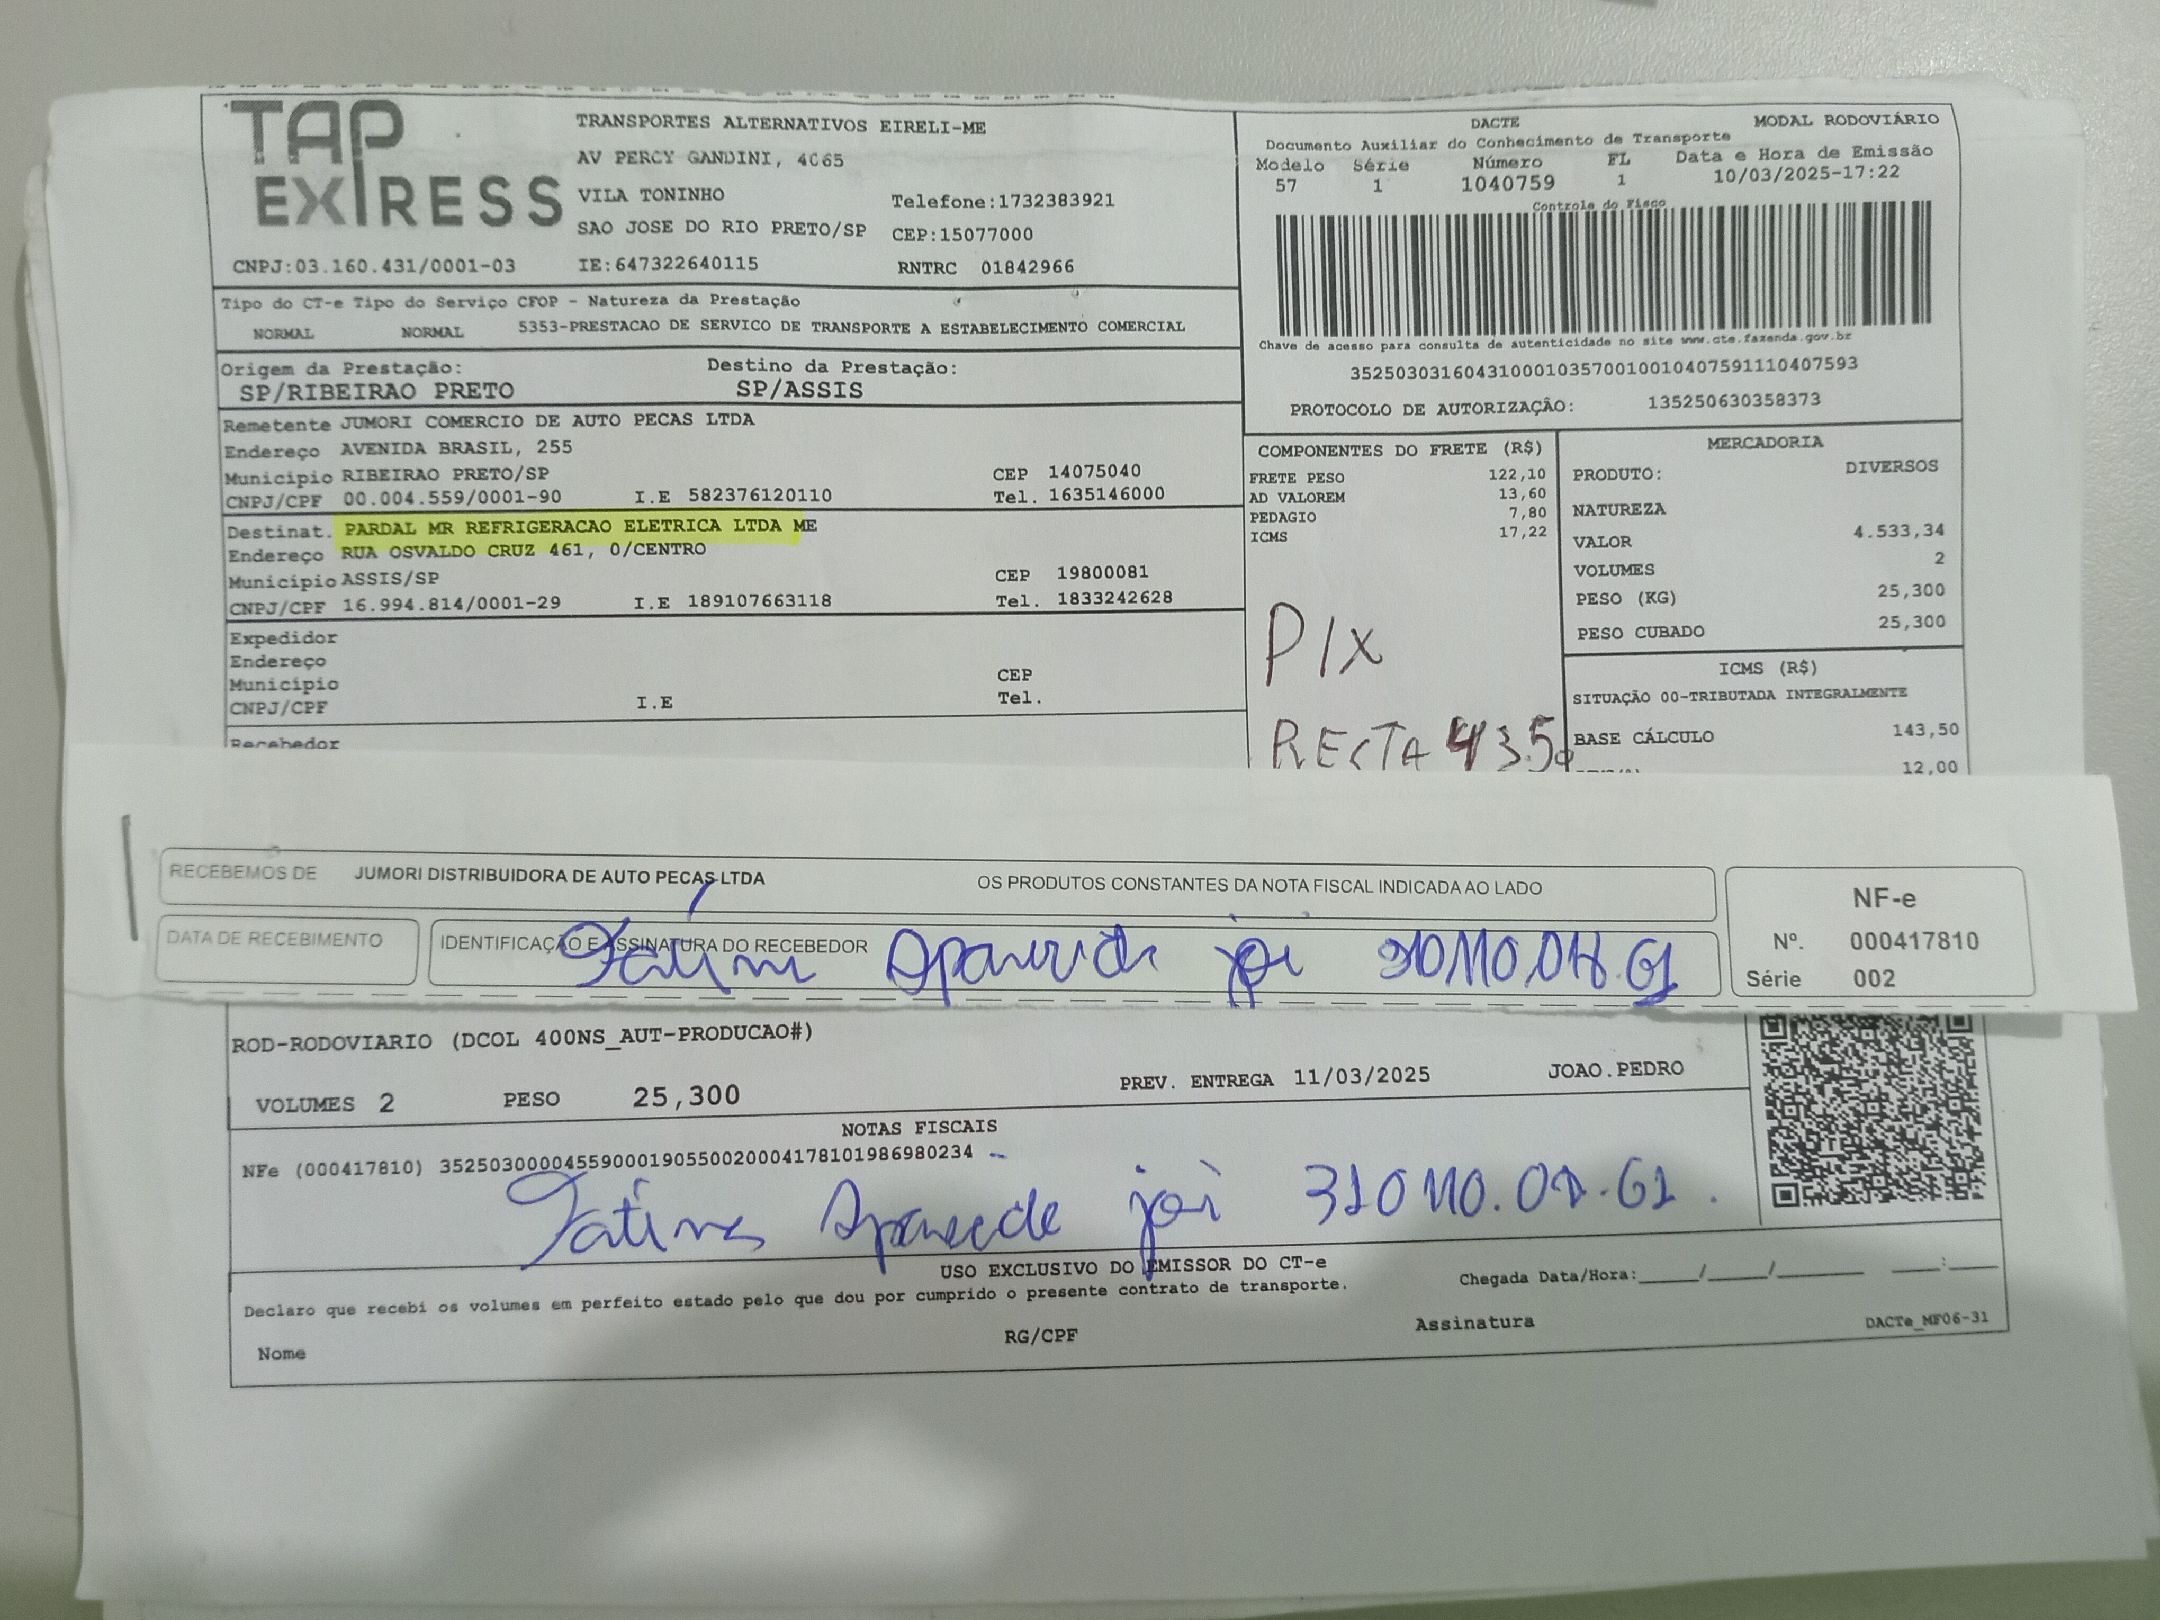 TAP EXPRESS
TRANSPORTES ALTERNATIVOS EIRELI-ME
AV PERCY GANDINI, 4065
VILA TONINHO Telefone:1732383921
SAO JOSE DO RIO PRETO/SP CEP:15077000
CNPJ:03.160.431/0001-03 IE:647322640115 RNTRC 01842966
DACTE MODAL RODOVIÁRIO
Documento Auxiliar do Conhecimento de Transporte
Modelo Série Número FL Data e Hora de Emissão
57 1 1040759 1 10/03/2025-17:22
Controle do Fisco
Chave de acesso para consulta de autenticidade no site www.cte.fazenda.gov.br
35250303160431000103570010010407591110407593
PROTOCOLO DE AUTORIZAÇÃO: 135250630358373
Tipo do CT-e Tipo do Serviço CFOP - Natureza da Prestação
NORMAL NORMAL 5353-PRESTACAO DE SERVICO DE TRANSPORTE A ESTABELECIMENTO COMERCIAL
Origem da Prestação: Destino da Prestação:
SP/RIBEIRAO PRETO SP/ASSIS
Remetente JUMORI COMERCIO DE AUTO PECAS LTDA
Endereço AVENIDA BRASIL, 255
Município RIBEIRAO PRETO/SP CEP 14075040
CNPJ/CPF 00.004.559/0001-90 I.E 582376120110 Tel. 1635146000
Destinat. PARDAL MR REFRIGERACAO ELETRICA LTDA ME
Endereço RUA OSVALDO CRUZ 461, 0/CENTRO
Município ASSIS/SP CEP 19800081
CNPJ/CPF 16.994.814/0001-29 I.E 189107663118 Tel. 1833242628
Expedidor
Endereço
Município CEP
CNPJ/CPF I.E Tel.
Recebedor
COMPONENTES DO FRETE (R$)
FRETE PESO 122,10
AD VALOREM 13,60
PEDAGIO 7,80
ICMS 17,22
PIX
MERCADORIA
PRODUTO: DIVERSOS
NATUREZA
VALOR 4.533,34
VOLUMES 2
PESO (KG) 25,300
PESO CUBADO 25,300
ICMS (R$)
SITUAÇÃO 00-TRIBUTADA INTEGRALMENTE
BASE CÁLCULO 143,50
12,00
RECEBEMOS DE JUMORI DISTRIBUIDORA DE AUTO PEÇAS LTDA OS PRODUTOS CONSTANTES DA NOTA FISCAL INDICADA AO LADO
DATA DE RECEBIMENTO IDENTIFICAÇÃO E ASSINATURA DO RECEBEDOR
NF-e
Nº. 000417810
Série 002
ROD-RODOVIARIO (DCOL 400NS_AUT-PRODUCAO#)
VOLUMES 2 PESO 25,300 PREV. ENTREGA 11/03/2025 JOAO.PEDRO
NOTAS FISCAIS
NFe (000417810) 35250300004559000190550020004178101986980234
USO EXCLUSIVO DO EMISSOR DO CT-e
Declaro que recebi os volumes em perfeito estado pelo que dou por cumprido o presente contrato de transporte. Chegada Data/Hora:_____/_____/________ ____:____
Nome RG/CPF Assinatura DACTe_MF06-31